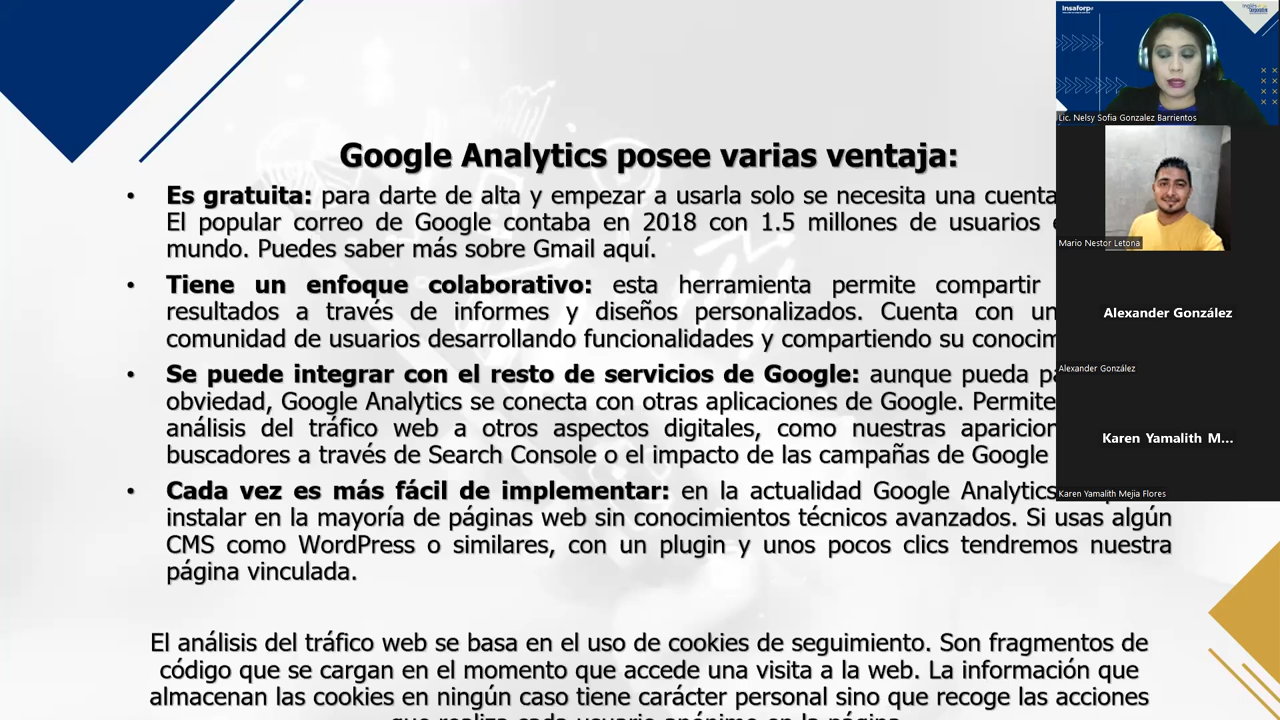 Google Analytics posee varias ventaja:
• Es gratuita: para darte de alta y empezar a usarla solo se necesita una cuenta
El popular correo de Google contaba en 2018 con 1.5 millones de usuarios
mundo. Puedes saber más sobre Gmail aquí.
• Tiene un enfoque colaborativo: esta herramienta permite compartir
resultados a través de informes y diseños personalizados. Cuenta con
comunidad de usuarios desarrollando funcionalidades y compartiendo su
• Se puede integrar con el resto de servicios de Google: aunque pueda
obviedad, Google Analytics se conecta con otras aplicaciones de Google. Permite
análisis del tráfico web a otros aspectos digitales, como nuestras
buscadores a través de Search Console o el impacto de las campañas de Google
• Cada vez es más fácil de implementar: en la actualidad Google Analytics
instalar en la mayoría de páginas web sin conocimientos técnicos avanzados. Si usas algún
CMS como WordPress o similares, con un plugin y unos pocos clics tendremos nuestra
página vinculada.
El análisis del tráfico web se basa en el uso de cookies de seguimiento. Son fragmentos de
código que se cargan en el momento que accede una visita a la web. La información que
almacenan las cookies en ningún caso tiene carácter personal sino que recoge las acciones
que realiza cada usuario anónimo en la página.
Insaforp
Lic. Nelsy Sofia Gonzalez Barrientos
Mario Nestor Letona
Alexander González
Alexander González
Karen Yamalith M...
Karen Yamalith Mejia Flores